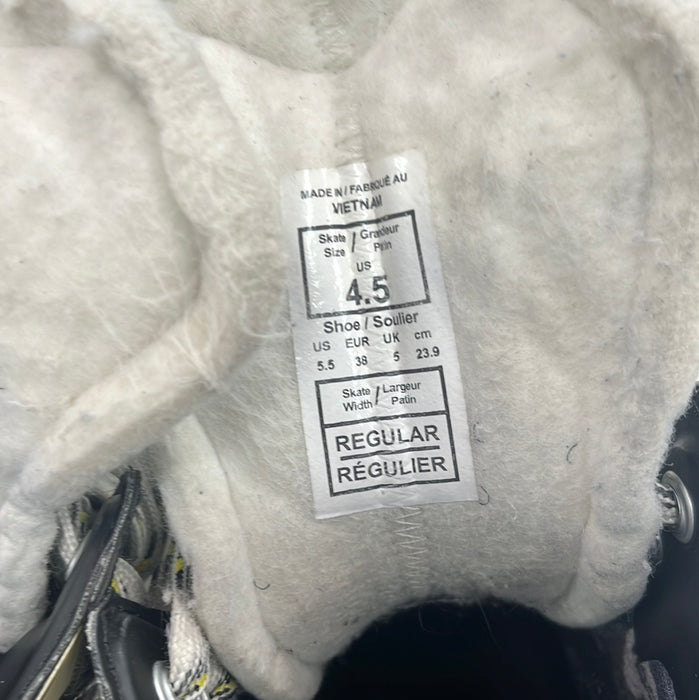 MADE IN / FABRIQUÉ AU
VIETNAM
Skate / Grandeur
Size Patin
US
4.5
Shoe / Soulier
US EUR UK cm
5.5 38 5 23.9
Skate / Largeur
Width Patin
REGULAR
RÉGULIER